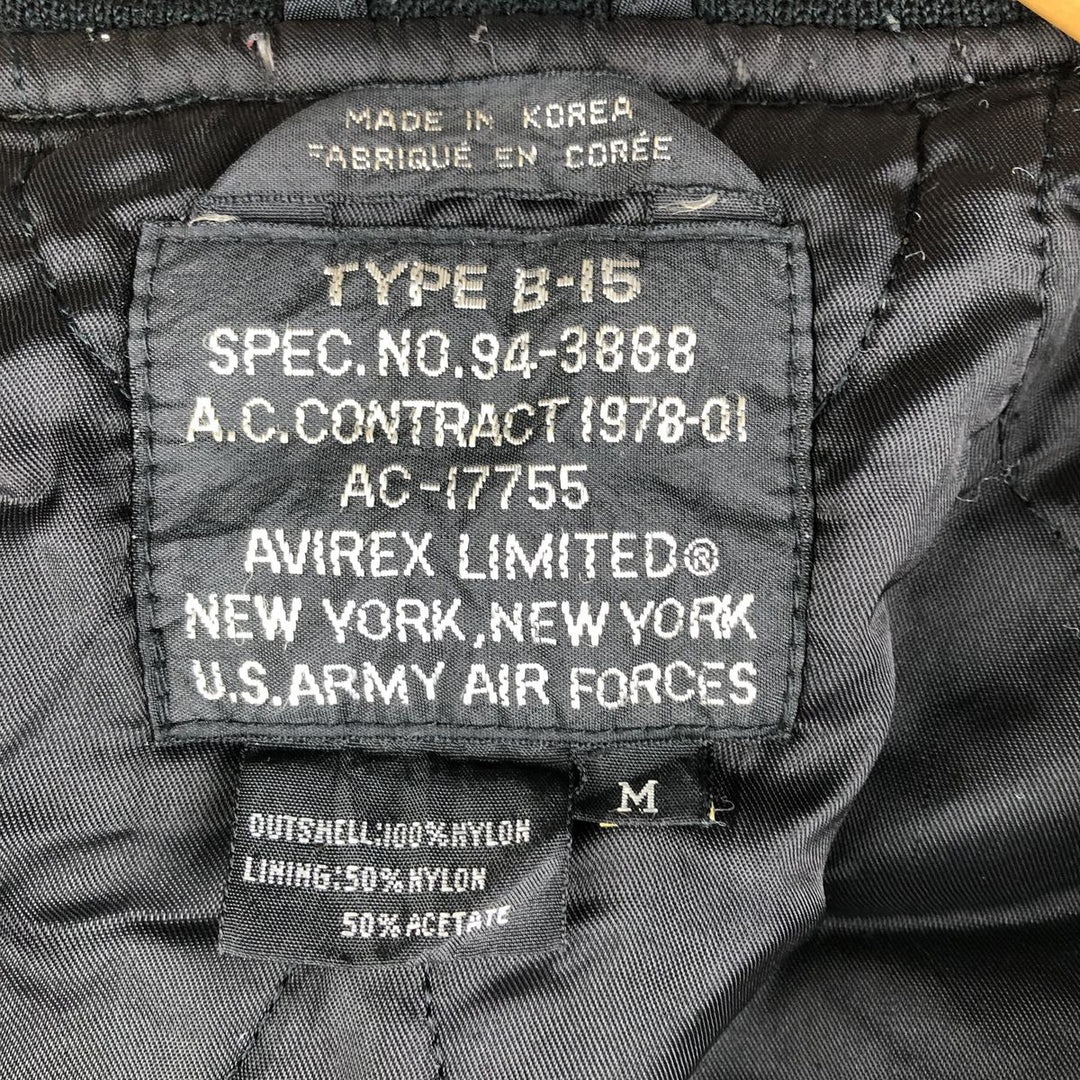 MADE IN KOREA
FABRIQUÉ EN CORÉE
TYPE B-15
SPEC.NO.94-3888
A.C.CONTRACT 1978-01
AC-17755
AVIREX LIMITED®
NEW YORK,NEW YORK
U.S.ARMY AIR FORCES
M
OUTSHELL:100%NYLON
LINING:50%NYLON
50%ACETATE